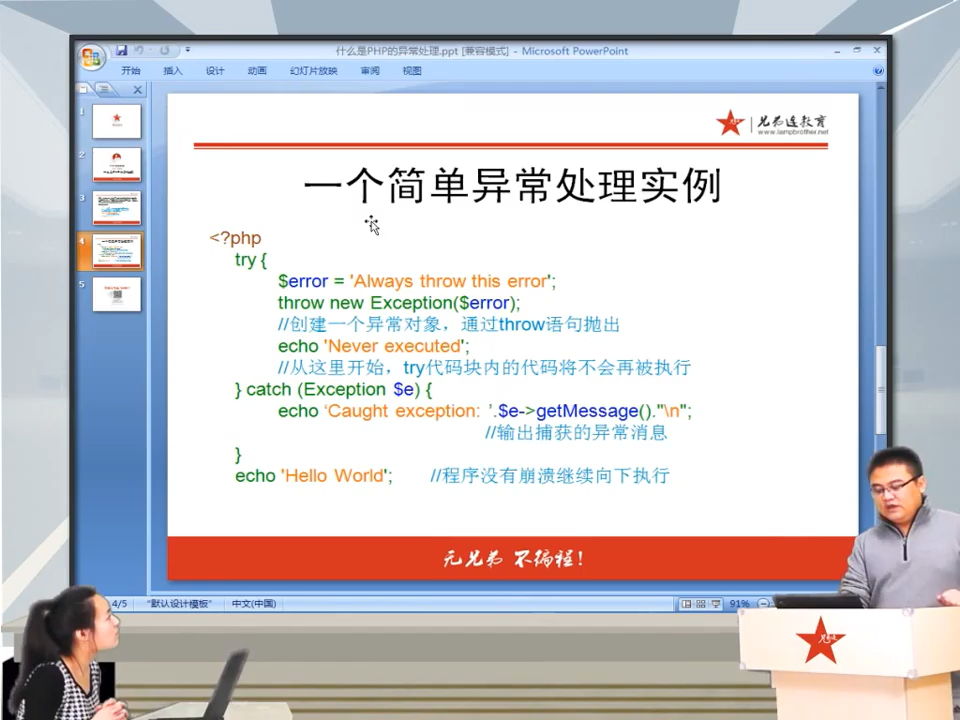 什么是PHP的异常处理.ppt [兼容模式] - Microsoft PowerPoint
开始 插入 设计 动画 幻灯片放映 审阅 视图
1
2
3
4
5
兄弟连教育
www.lampbrother.net
一个简单异常处理实例
<?php
try {
$error = 'Always throw this error';
throw new Exception($error);
//创建一个异常对象，通过throw语句抛出
echo 'Never executed';
//从这里开始，try代码块内的代码将不会再被执行
} catch (Exception $e) {
echo ‘Caught exception: ’.$e->getMessage()."\n";
//输出捕获的异常消息
}
echo 'Hello World'; //程序没有崩溃继续向下执行
无兄弟 不编程！
4/5 "默认设计模板" 中文(中国) 91%